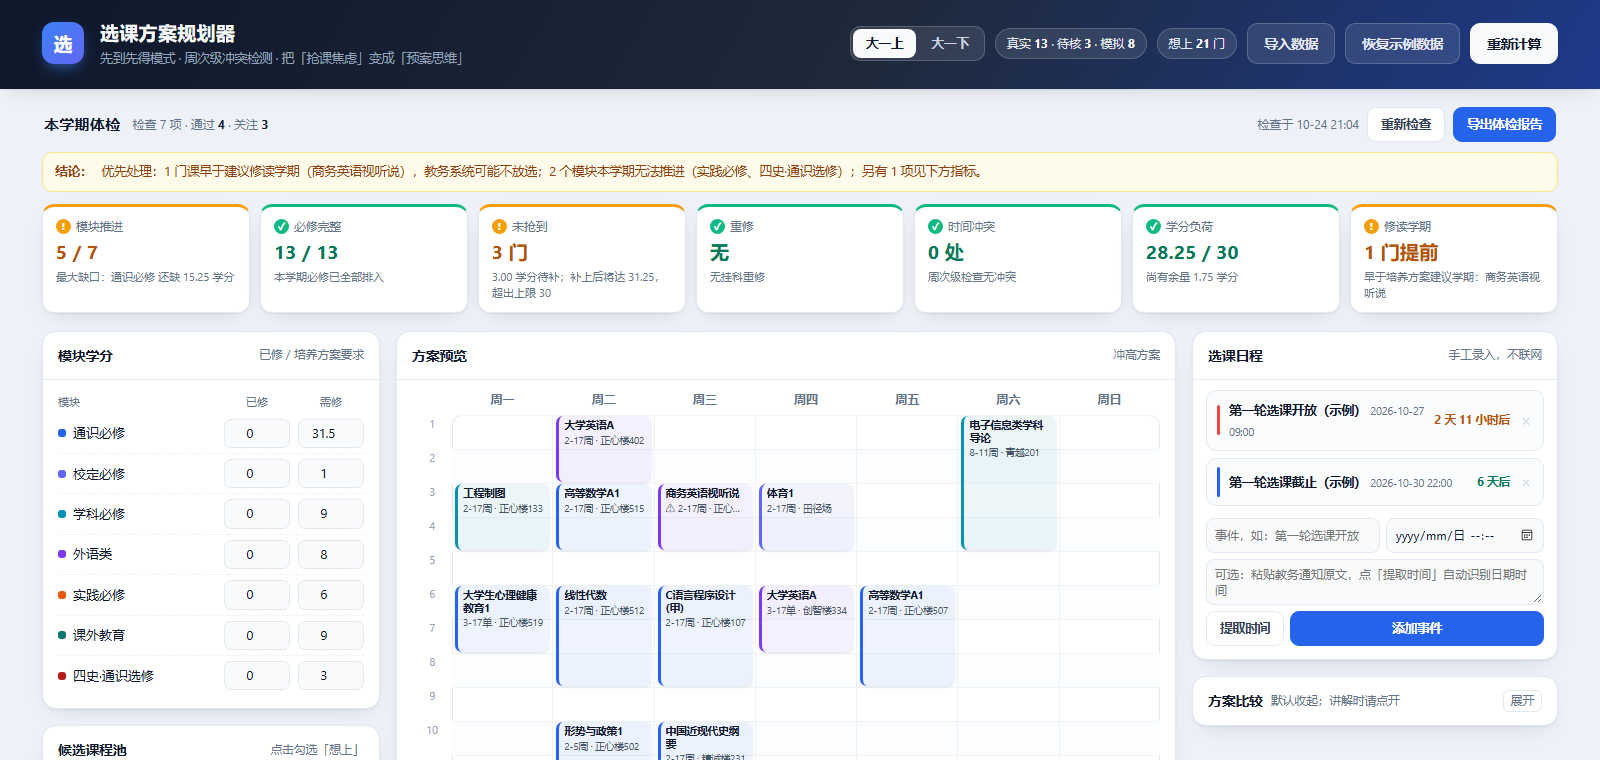 选
选课方案规划器
先到先得模式 · 周次级冲突检测 · 把「抢课焦虑」变成「预案思维」
大一上
大一下
真实 13 · 待核 3 · 模拟 8
想上 21 门
导入数据
恢复示例数据
重新计算
本学期体检
检查 7 项 · 通过 4 · 关注 3
检查于 10-24 21:04
重新检查
导出体检报告
结论： 优先处理：1 门课早于建议修读学期（商务英语视听说），教务系统可能不放选；2 个模块本学期无法推进（实践必修、四史·通识选修）；另有 1 项见下方指标。
模块推进
5 / 7
最大缺口：通识必修 还缺 15.25 学分
必修完整
13 / 13
本学期必修已全部排入
未抢到
3 门
3.00 学分待补；补上后将达 31.25，
超出上限 30
重修
无
无挂科重修
时间冲突
0 处
周次级检查无冲突
学分负荷
28.25 / 30
尚有余量 1.75 学分
修读学期
1 门提前
早于培养方案建议学期：商务英语视
听说
模块学分
已修 / 培养方案要求
模块 已修 需修
通识必修 0 31.5
校定必修 0 1
学科必修 0 9
外语类 0 8
实践必修 0 6
课外教育 0 9
四史·通识选修 0 3
候选课程池
点击勾选「想上」
方案预览
冲高方案
周一 周二 周三 周四 周五 周六 周日
1
2
3
4
5
6
7
8
9
10
大学英语A
2-17周 · 正心楼402
电子信息类学科
导论
8-11周 · 青越201
工程制图
2-17周 · 正心楼133
高等数学A1
2-17周 · 正心楼515
商务英语视听说
⚠ 2-17周 · 正心...
体育1
2-17周 · 田径场
大学生心理健康
教育1
3-17单 · 正心楼519
线性代数
2-17周 · 正心楼512
C语言程序设计
(甲)
2-17周 · 正心楼107
大学英语A
3-17单 · 创智楼334
高等数学A1
2-17周 · 正心楼507
形势与政策1
2-5周 · 正心楼502
中国近现代史纲
要
选课日程
手工录入，不联网
第一轮选课开放（示例） 2026-10-27
09:00
2 天 11 小时后
×
第一轮选课截止（示例） 2026-10-30 22:00
6 天后
×
事件，如：第一轮选课开放
yyyy/mm/日 --:--
可选：粘贴教务通知原文，点「提取时间」自动识别日期时
间
提取时间
添加事件
方案比较
默认收起；讲解时请点开
展开